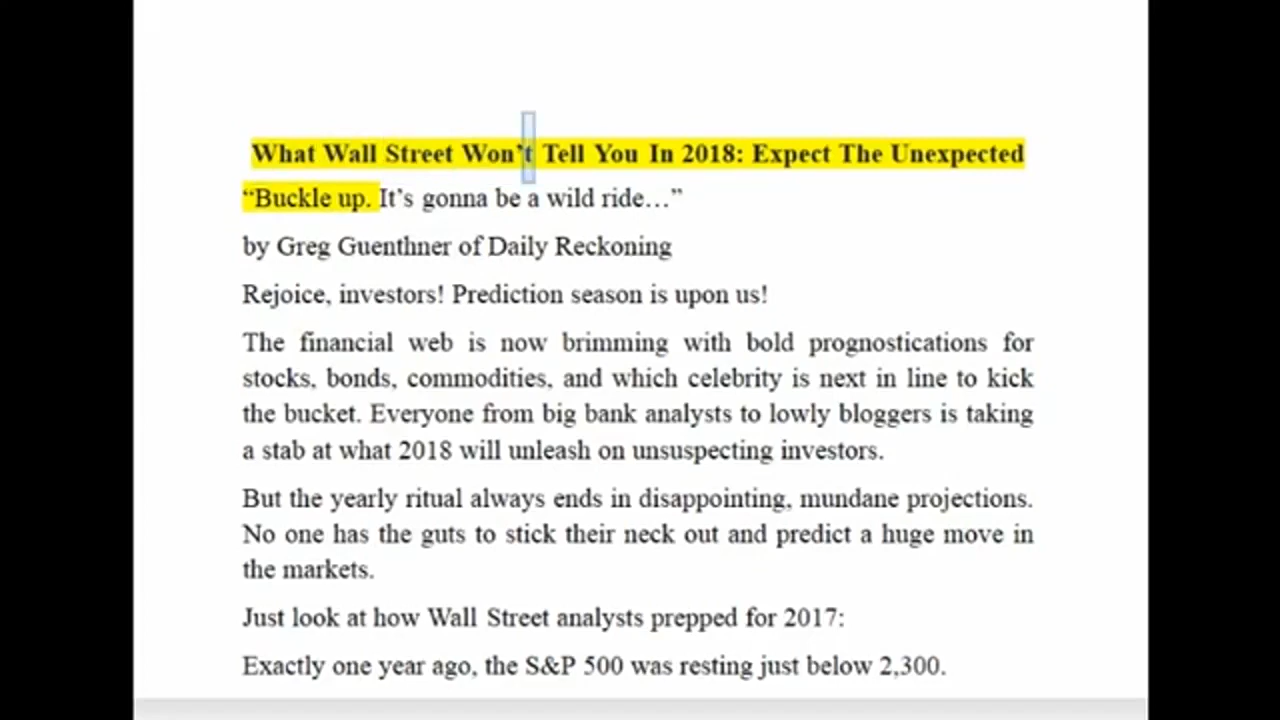 What Wall Street Won’t Tell You In 2018: Expect The Unexpected
“Buckle up. It’s gonna be a wild ride…”
by Greg Guenthner of Daily Reckoning
Rejoice, investors! Prediction season is upon us!
The financial web is now brimming with bold prognostications for
stocks, bonds, commodities, and which celebrity is next in line to kick
the bucket. Everyone from big bank analysts to lowly bloggers is taking
a stab at what 2018 will unleash on unsuspecting investors.
But the yearly ritual always ends in disappointing, mundane projections.
No one has the guts to stick their neck out and predict a huge move in
the markets.
Just look at how Wall Street analysts prepped for 2017:
Exactly one year ago, the S&P 500 was resting just below 2,300.